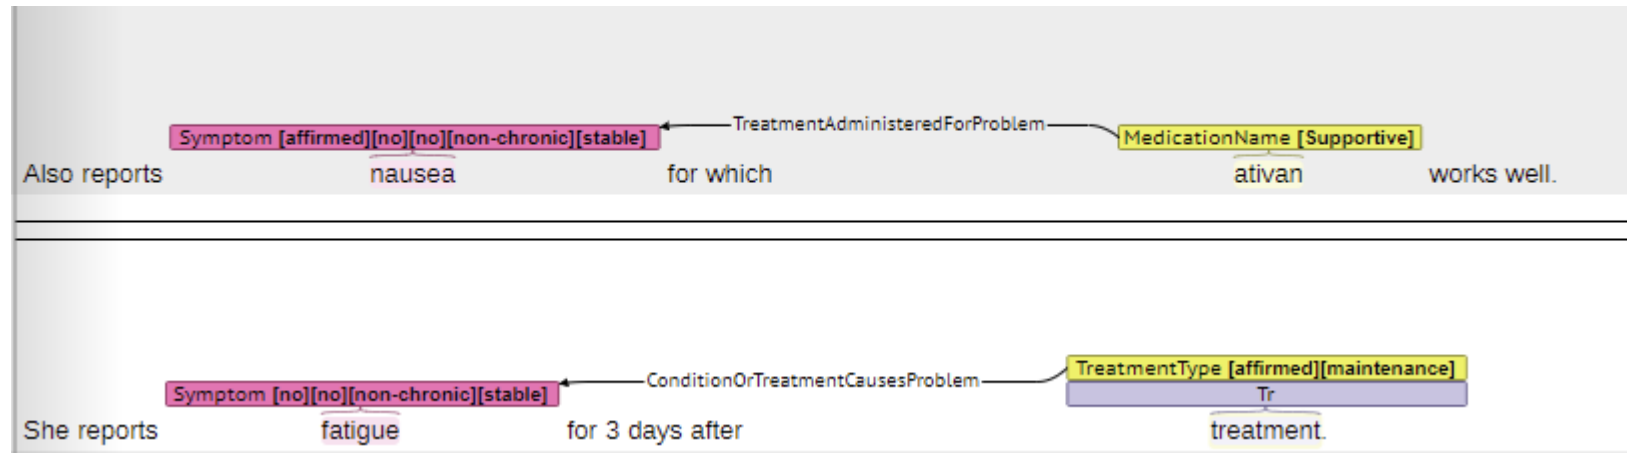 TreatmentAdministeredForProblem
Symptom [affirmed][no][no][non-chronic][stable] MedicationName [Supportive]
Also reports nausea for which ativan works well.
ConditionOrTreatmentCausesProblem TreatmentType [affirmed][maintenance]
Symptom [no][no][non-chronic][stable] Tr
She reports fatigue for 3 days after treatment.